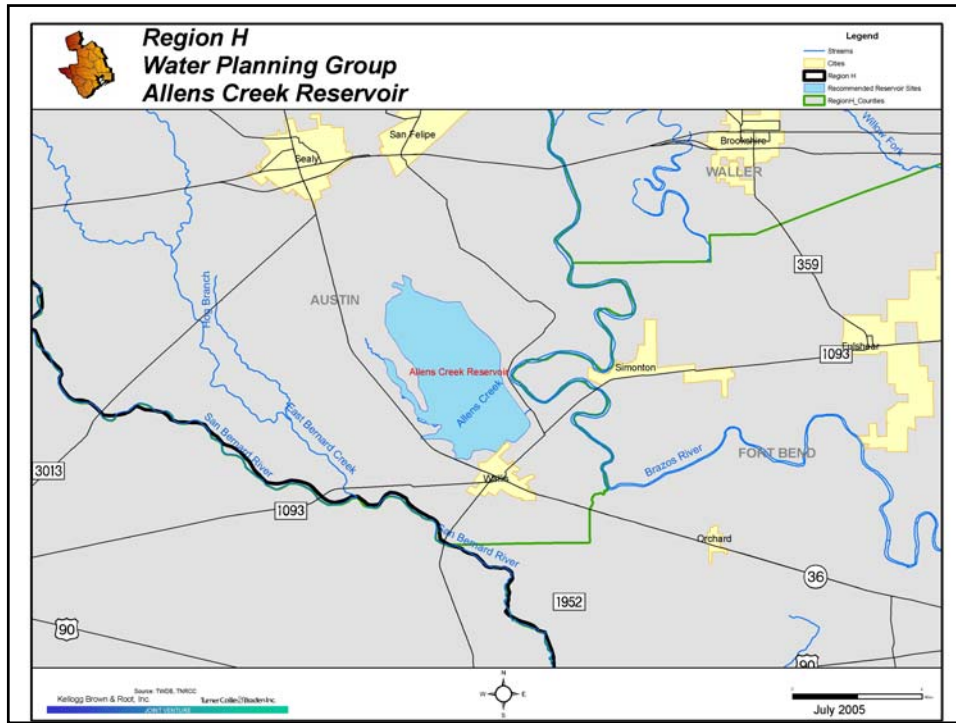 Region H
Water Planning Group
Allens Creek Reservoir
Legend
Streams
Cities
Region H
Recommended Reservoir Sites
RegionH_Counties
San Felipe
Sealy
Brookshire
Willow Fork
WALLER
359
Hog Branch
AUSTIN
Fulshear
1093
Simonton
Allens Creek Reservoir
Allens Creek
East Bernard Creek
San Bernard River
Brazos River
FORT BEND
3013
Wallis
1093
San Bernard River
Orchard
36
1952
90
90
Source: TWDB, TNRCC
Kellogg Brown & Root, Inc.
Turner Collie & Braden Inc.
JOINT VENTURE
N
W
E
S
July 2005